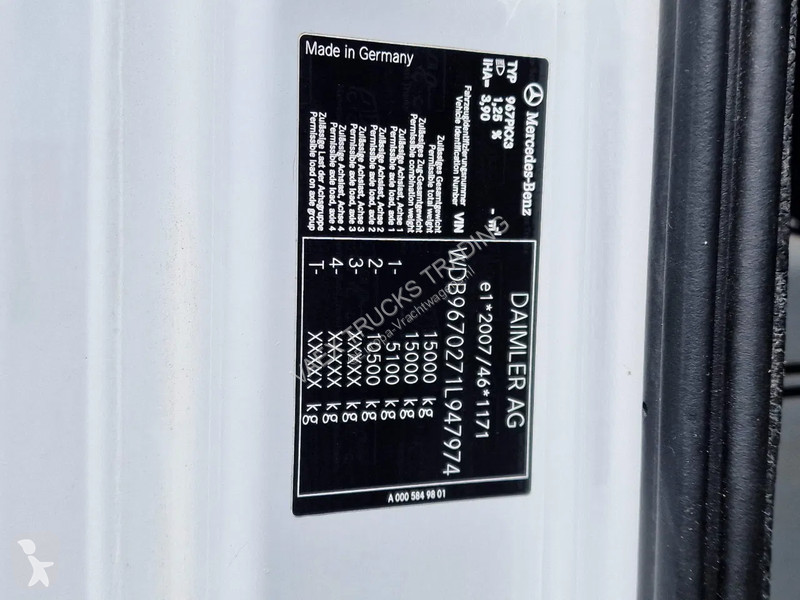 Made in Germany
Mercedes-Benz
TYP 967PKX3
1,25 %
IHA= 3,90
- m²
Fahrzeugidentifizierungsnummer
Vehicle Identification Number VIN
Zulässiges Gesamtgewicht
Permissible total weight
Zulässiges Zug-Gesamtgewicht
Permissible combination weight
Zulässige Achslast, Achse 1
Permissible axle load, axle 1
Zulässige Achslast, Achse 2
Permissible axle load, axle 2
Zulässige Achslast, Achse 3
Permissible axle load, axle 3
Zulässige Achslast, Achse 4
Permissible axle load, axle 4
Zulässige Last der Achsgruppe
Permissible load on axle group
DAIMLER AG
e1*2007/46*1171
WDB9670271L947974
15000 kg
15000 kg
1- 5100 kg
2- 10500 kg
3- XXXXX kg
4- XXXXX kg
T- XXXXX kg
A 000 584 98 01
VAEX TRUCKS TRADING